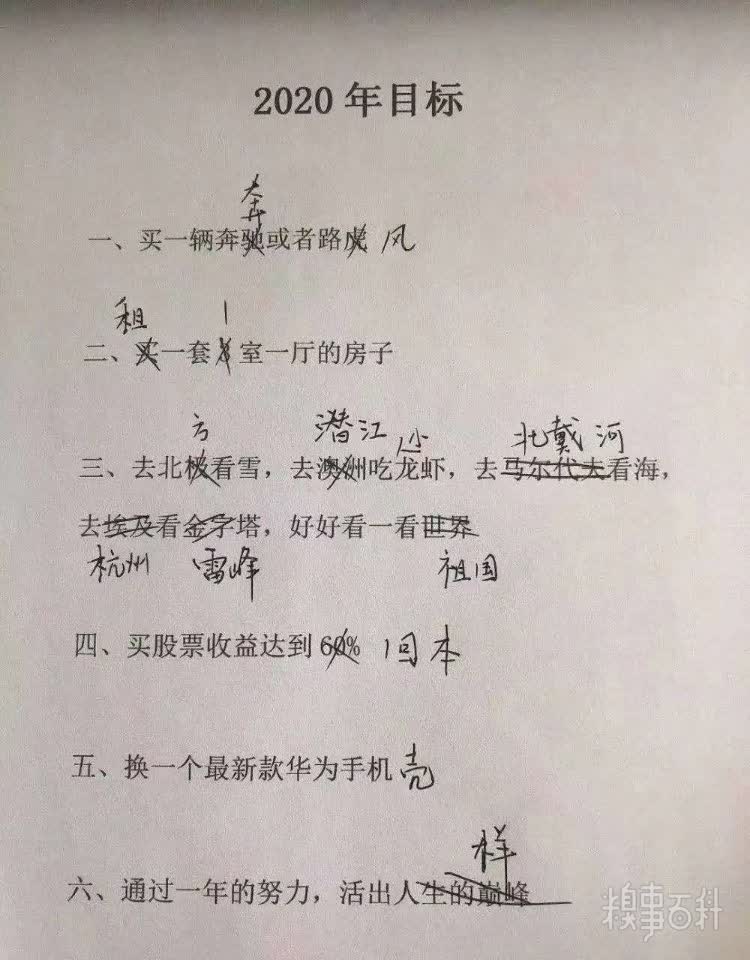 2020 年目标
奔
一、买一辆奔驰或者路虎 风
租 1
二、买一套3室一厅的房子
方 潜江 小 北戴河
三、去北极看雪，去澳洲吃龙虾，去马尔代夫看海，
去埃及看金字塔，好好看一看世界
杭州 雷峰 祖国
四、买股票收益达到 60% 回本
五、换一个最新款华为手机壳
样
六、通过一年的努力，活出人生的巅峰
糗事百科